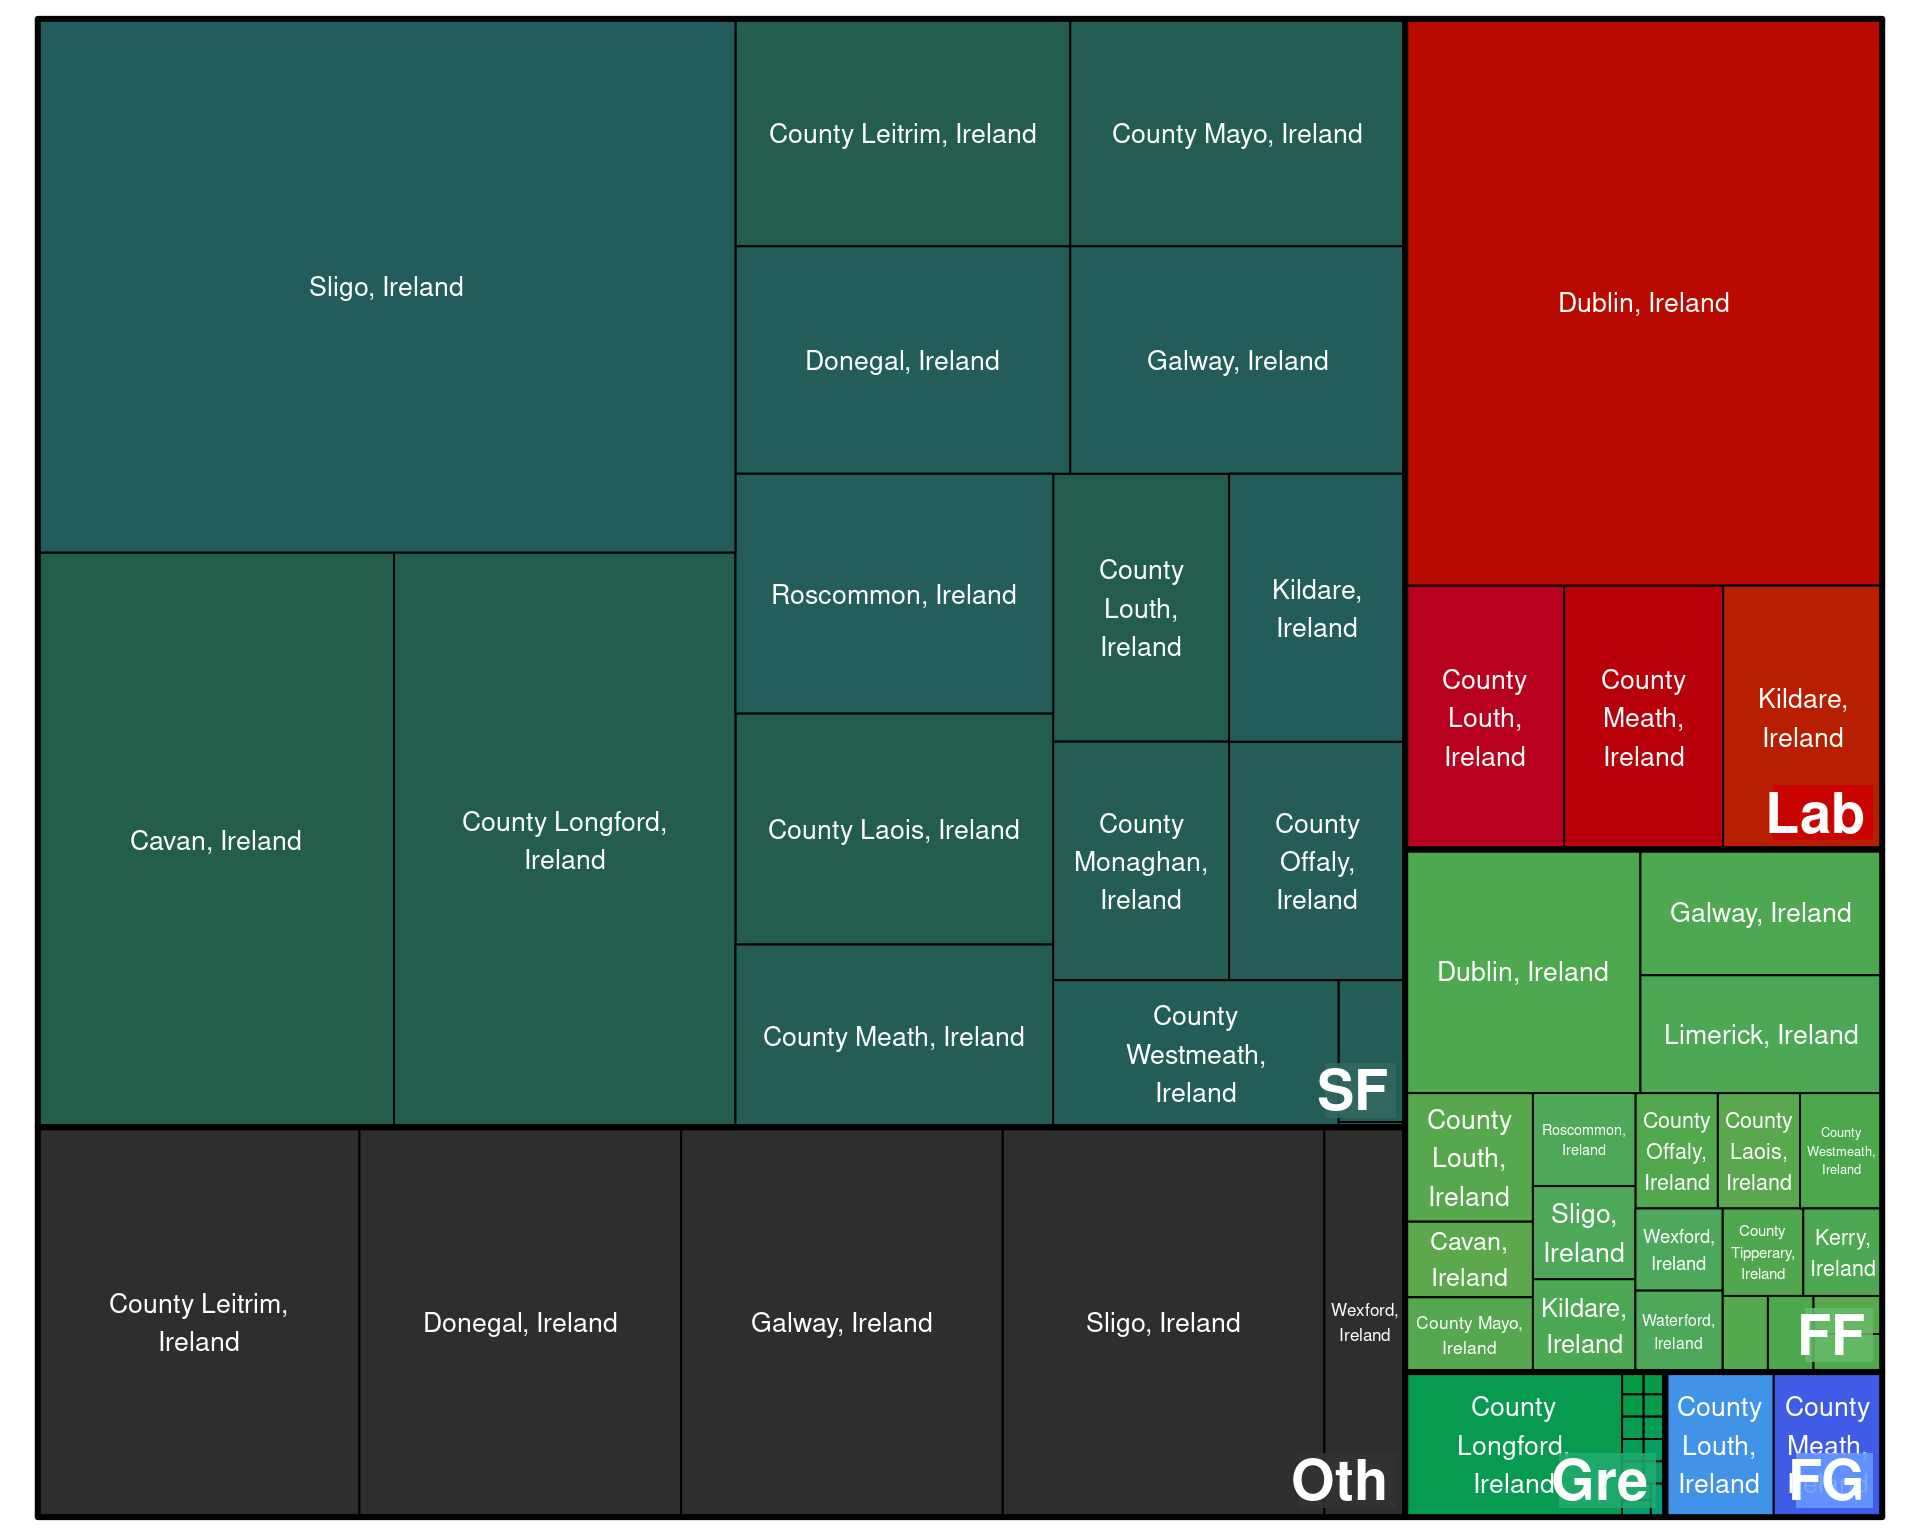 Sligo, Ireland
County Leitrim, Ireland
County Mayo, Ireland
Donegal, Ireland
Galway, Ireland
Cavan, Ireland
County Longford,
Ireland
Roscommon, Ireland
County
Louth,
Ireland
Kildare,
Ireland
County Laois, Ireland
County
Monaghan,
Ireland
County
Offaly,
Ireland
County Meath, Ireland
County
Westmeath,
Ireland
SF
County Leitrim,
Ireland
Donegal, Ireland
Galway, Ireland
Sligo, Ireland
Wexford,
Ireland
Oth
Dublin, Ireland
County
Louth,
Ireland
County
Meath,
Ireland
Kildare,
Ireland
Lab
Dublin, Ireland
Galway, Ireland
Limerick, Ireland
County
Louth,
Ireland
Cavan,
Ireland
County Mayo,
Ireland
Roscommon,
Ireland
Sligo,
Ireland
Kildare,
Ireland
County
Offaly,
Ireland
County
Laois,
Ireland
County
Westmeath,
Ireland
Wexford,
Ireland
County
Tipperary,
Ireland
Kerry,
Ireland
Waterford,
Ireland
FF
County
Longford,
Ireland
Gre
County
Louth,
Ireland
County
Meath,
FG